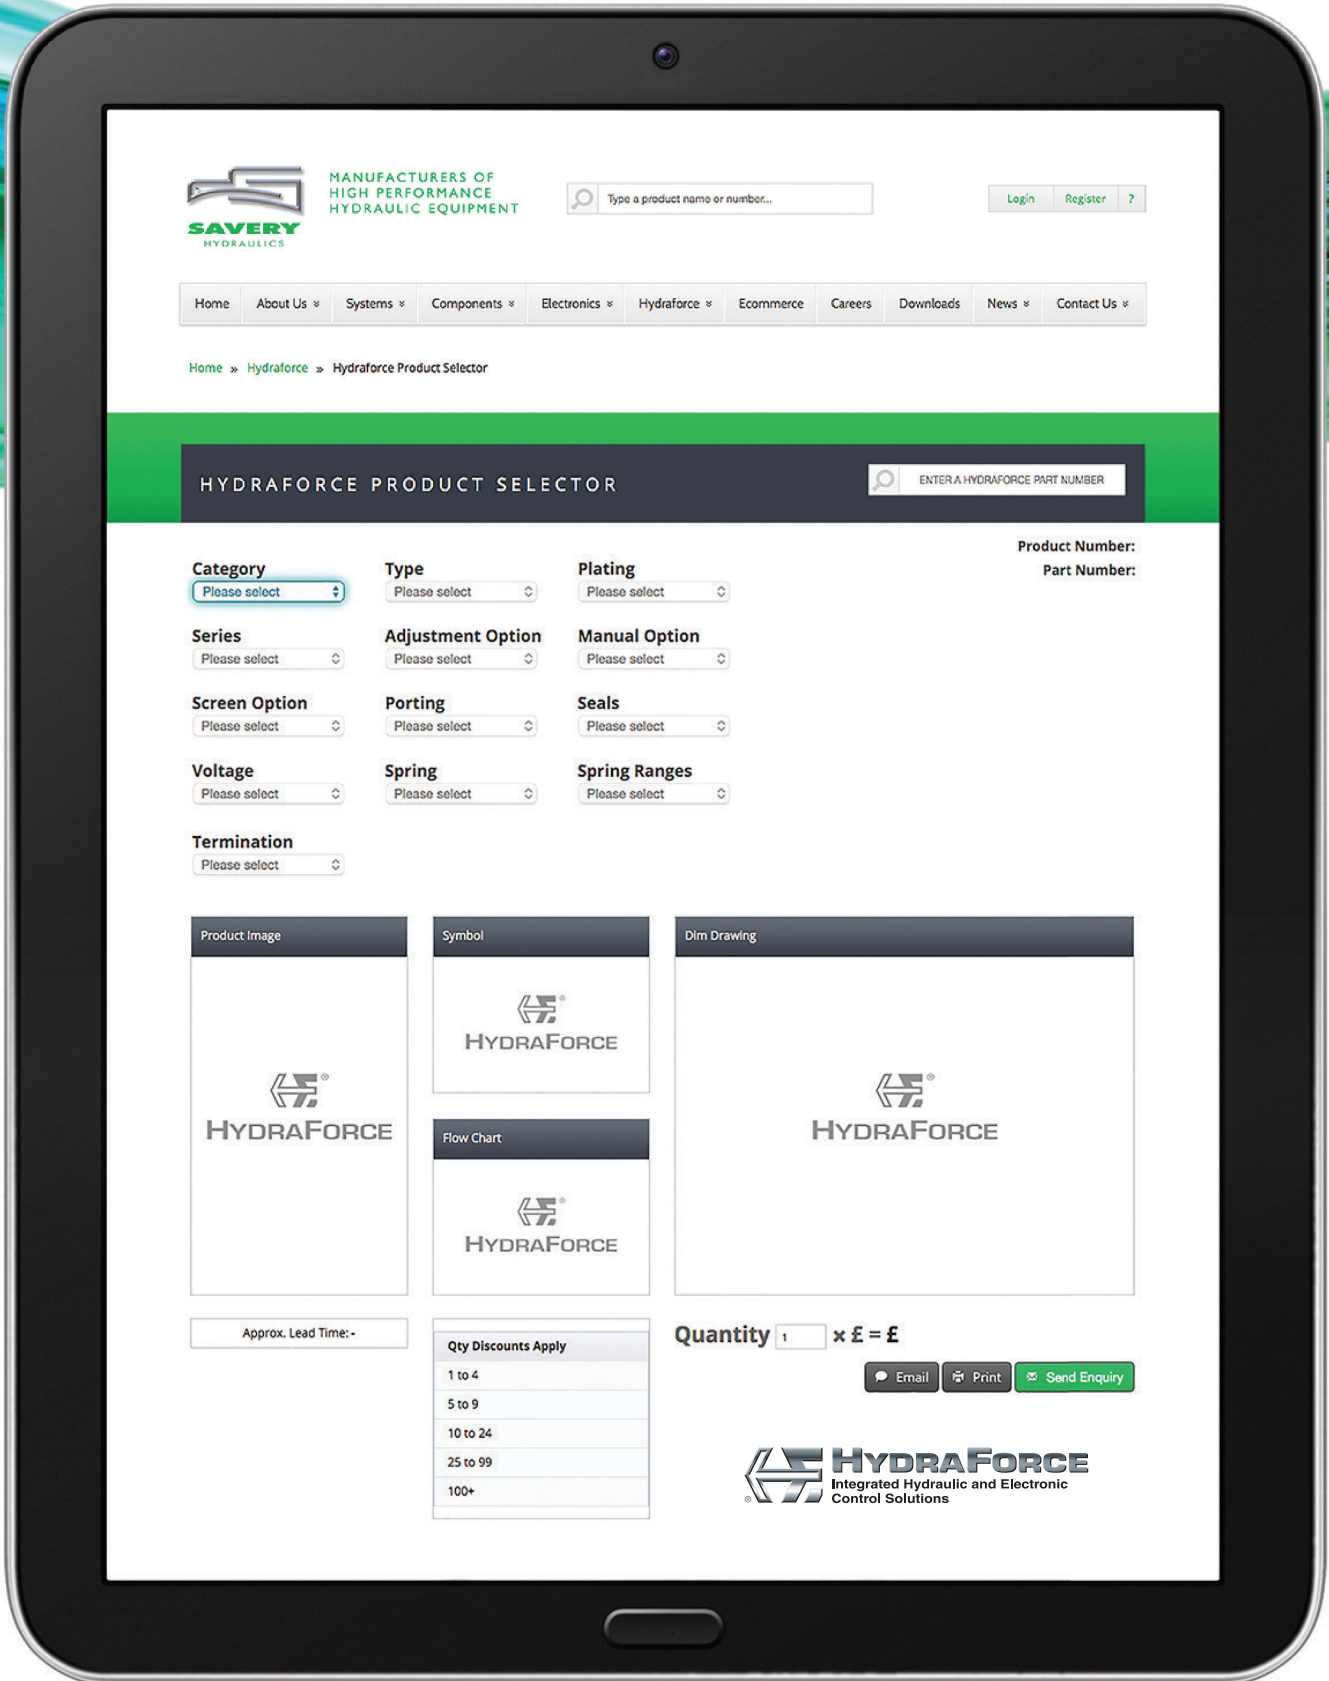 MANUFACTURERS OF
HIGH PERFORMANCE
HYDRAULIC EQUIPMENT
SAVERY
HYDRAULICS
Type a product name or number...
Login Register ?
Home About Us Systems Components Electronics Hydraforce Ecommerce Careers Downloads News Contact Us
Home » Hydraforce » Hydraforce Product Selector
HYDRAFORCE PRODUCT SELECTOR
ENTER A HYDRAFORCE PART NUMBER
Product Number:
Part Number:
Category Type Plating
Please select Please select Please select
Series Adjustment Option Manual Option
Please select Please select Please select
Screen Option Porting Seals
Please select Please select Please select
Voltage Spring Spring Ranges
Please select Please select Please select
Termination
Please select
Product Image
HYDRAFORCE
Symbol
HYDRAFORCE
Flow Chart
HYDRAFORCE
Dim Drawing
HYDRAFORCE
Approx. Lead Time: -
Qty Discounts Apply
1 to 4
5 to 9
10 to 24
25 to 99
100+
Quantity 1 x £ = £
Email Print Send Enquiry
HYDRAFORCE
Integrated Hydraulic and Electronic
Control Solutions